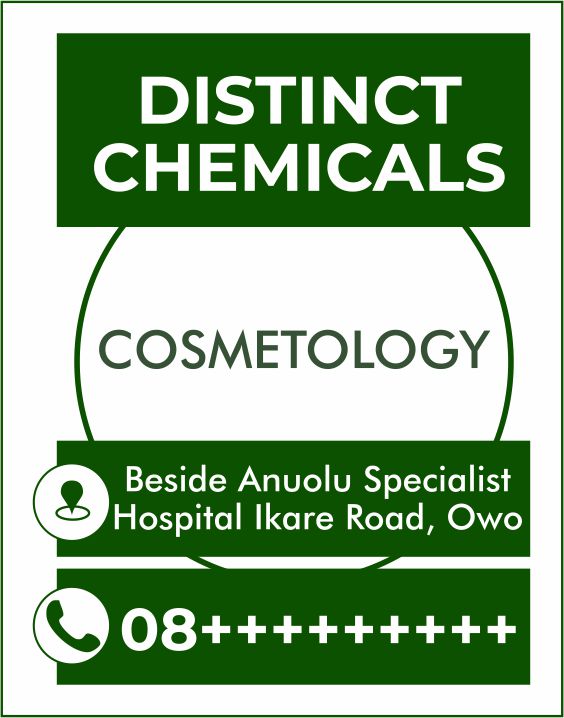 DISTINCT
CHEMICALS
COSMETOLOGY
Beside Anuolu Specialist
Hospital Ikare Road, Owo
08+++++++++